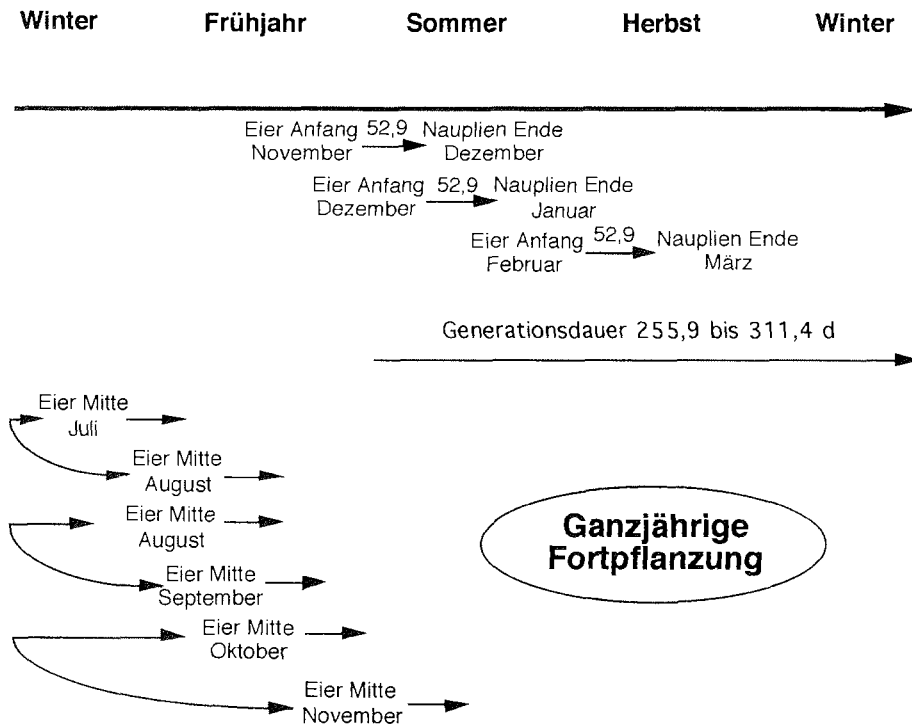 Winter Frühjahr Sommer Herbst Winter
Eier Anfang 52,9 Nauplien Ende
November Dezember
Eier Anfang 52,9 Nauplien Ende
Dezember Januar
Eier Anfang 52,9 Nauplien Ende
Februar März
Generationsdauer 255,9 bis 311,4 d
Eier Mitte
Juli
Eier Mitte
August
Eier Mitte
August
Eier Mitte
September
Eier Mitte
Oktober
Eier Mitte
November
Ganzjährige
Fortpflanzung